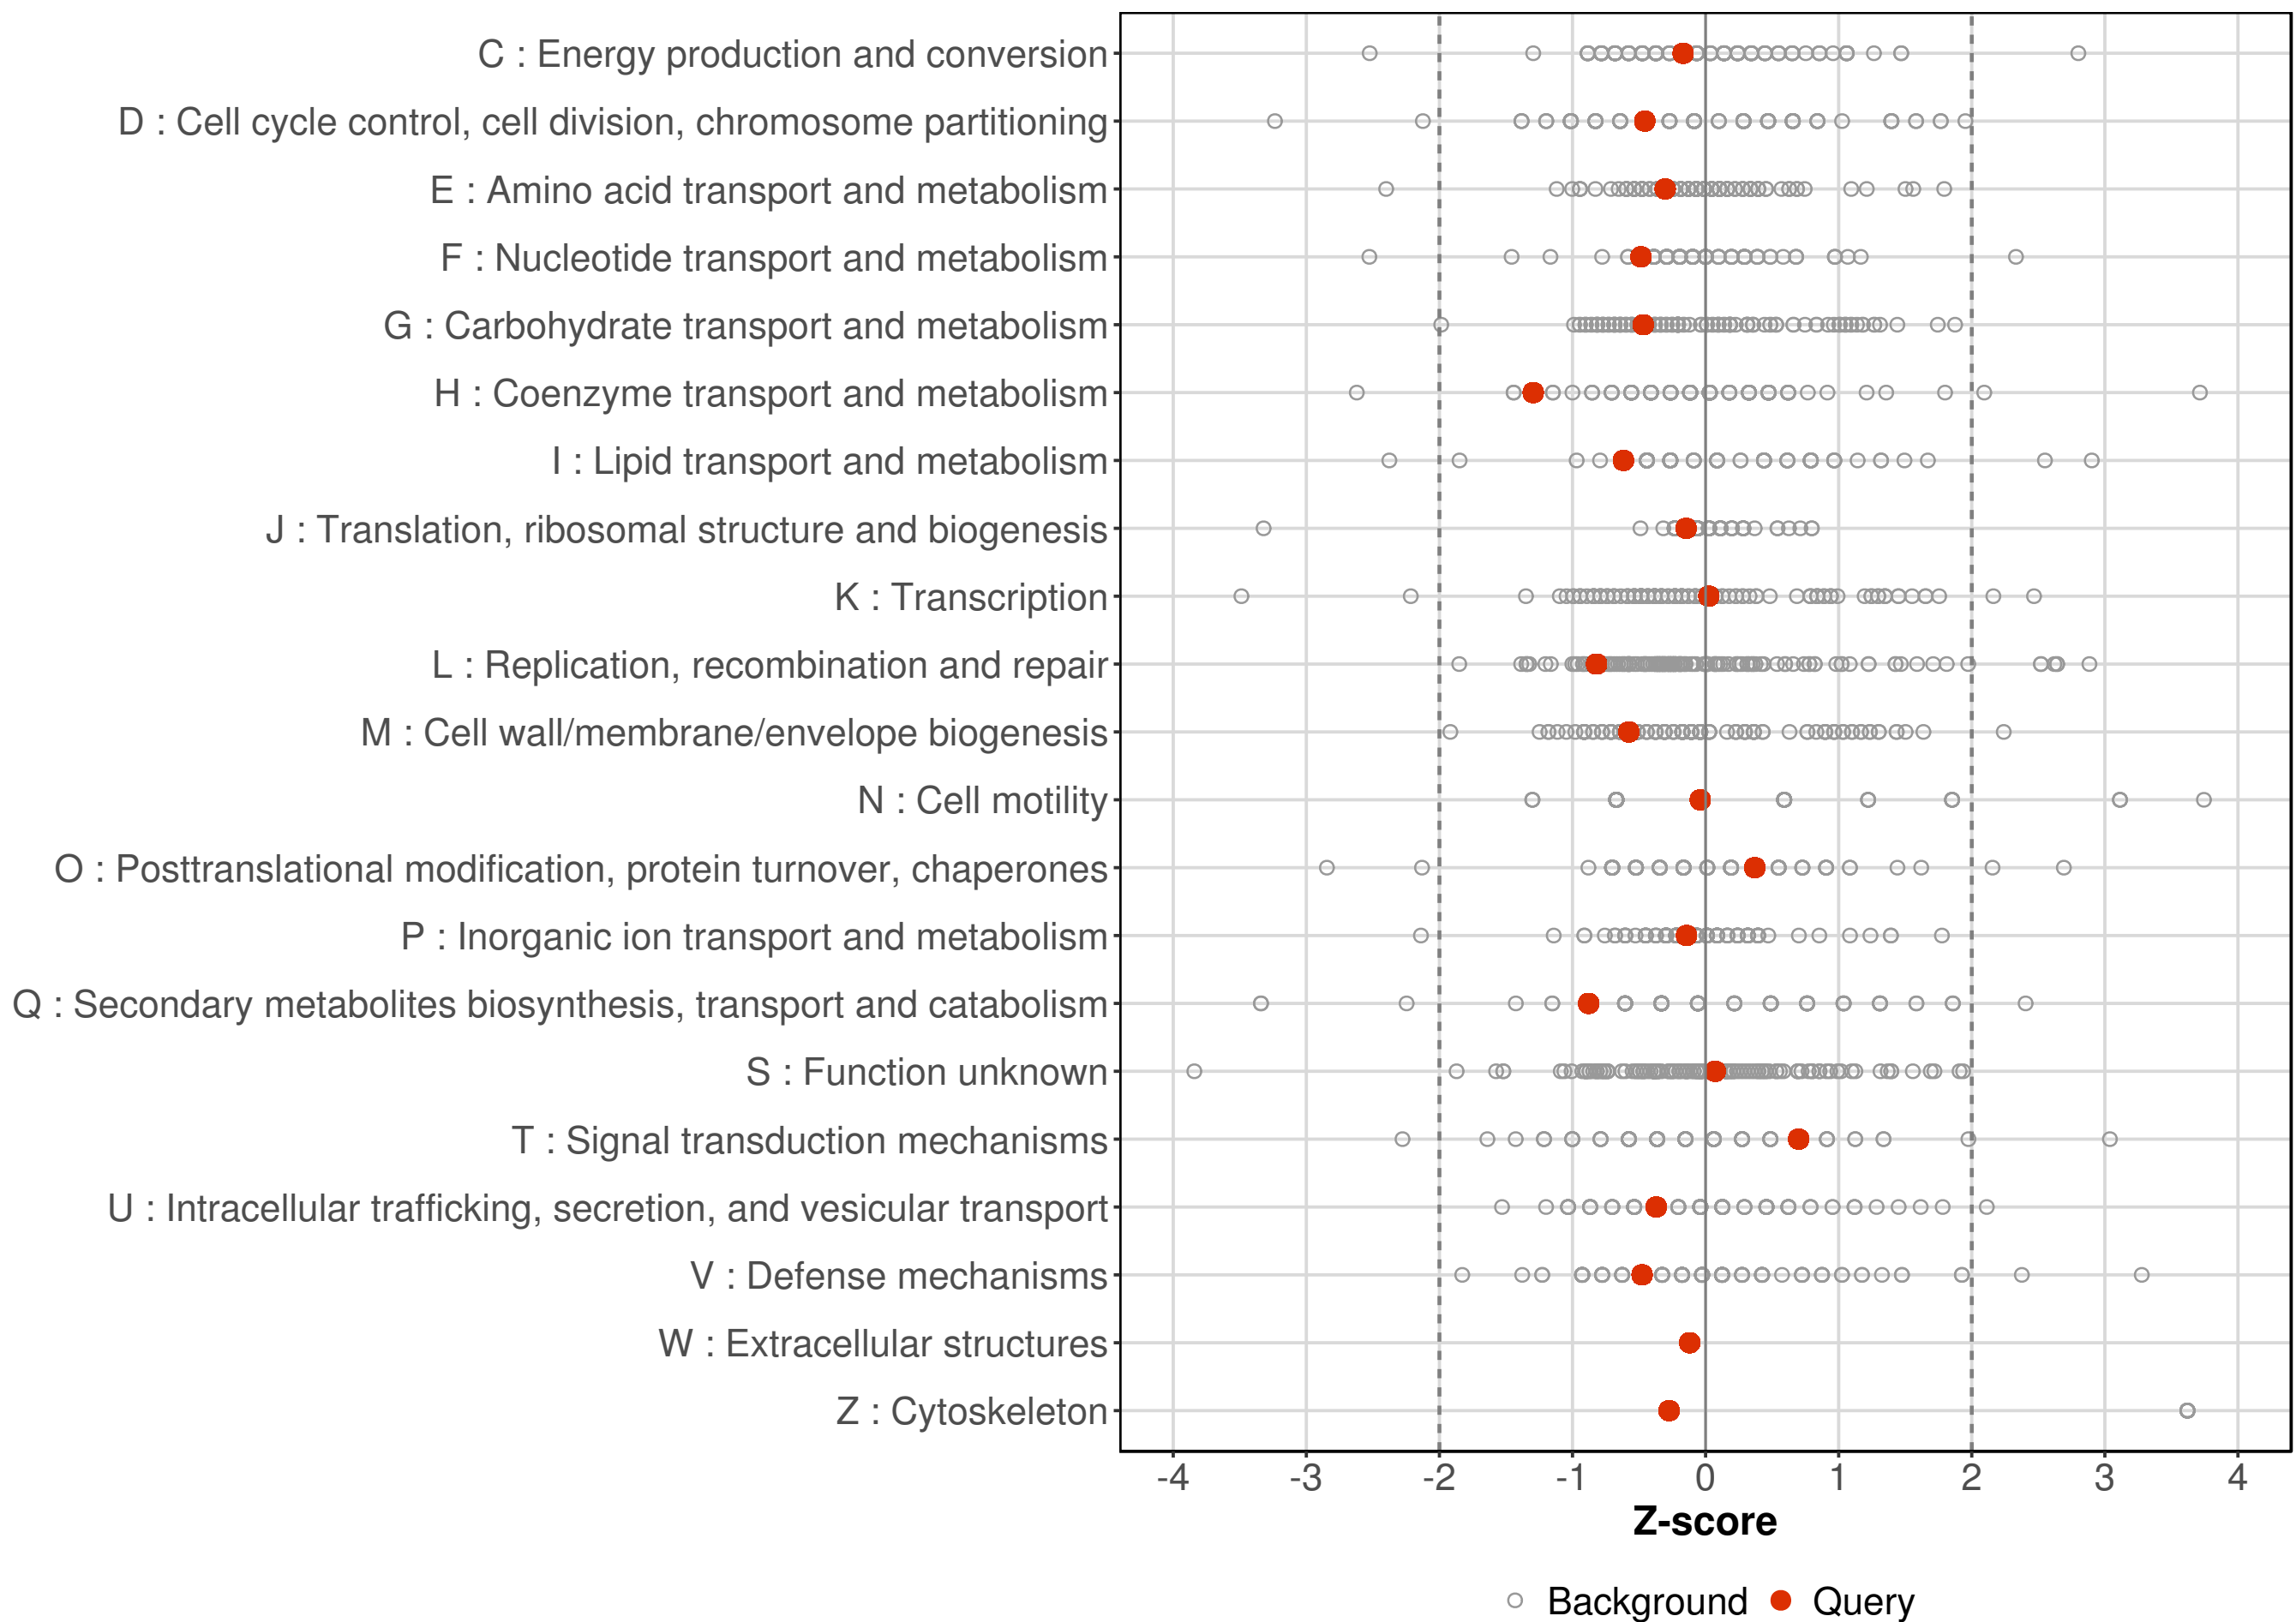 C : Energy production and conversion
D : Cell cycle control, cell division, chromosome partitioning
E : Amino acid transport and metabolism
F : Nucleotide transport and metabolism
G : Carbohydrate transport and metabolism
H : Coenzyme transport and metabolism
I : Lipid transport and metabolism
J : Translation, ribosomal structure and biogenesis
K : Transcription
L : Replication, recombination and repair
M : Cell wall/membrane/envelope biogenesis
N : Cell motility
O : Posttranslational modification, protein turnover, chaperones
P : Inorganic ion transport and metabolism
Q : Secondary metabolites biosynthesis, transport and catabolism
S : Function unknown
T : Signal transduction mechanisms
U : Intracellular trafficking, secretion, and vesicular transport
V : Defense mechanisms
W : Extracellular structures
Z : Cytoskeleton
-4 -3 -2 -1 0 1 2 3 4
Z-score
Background Query